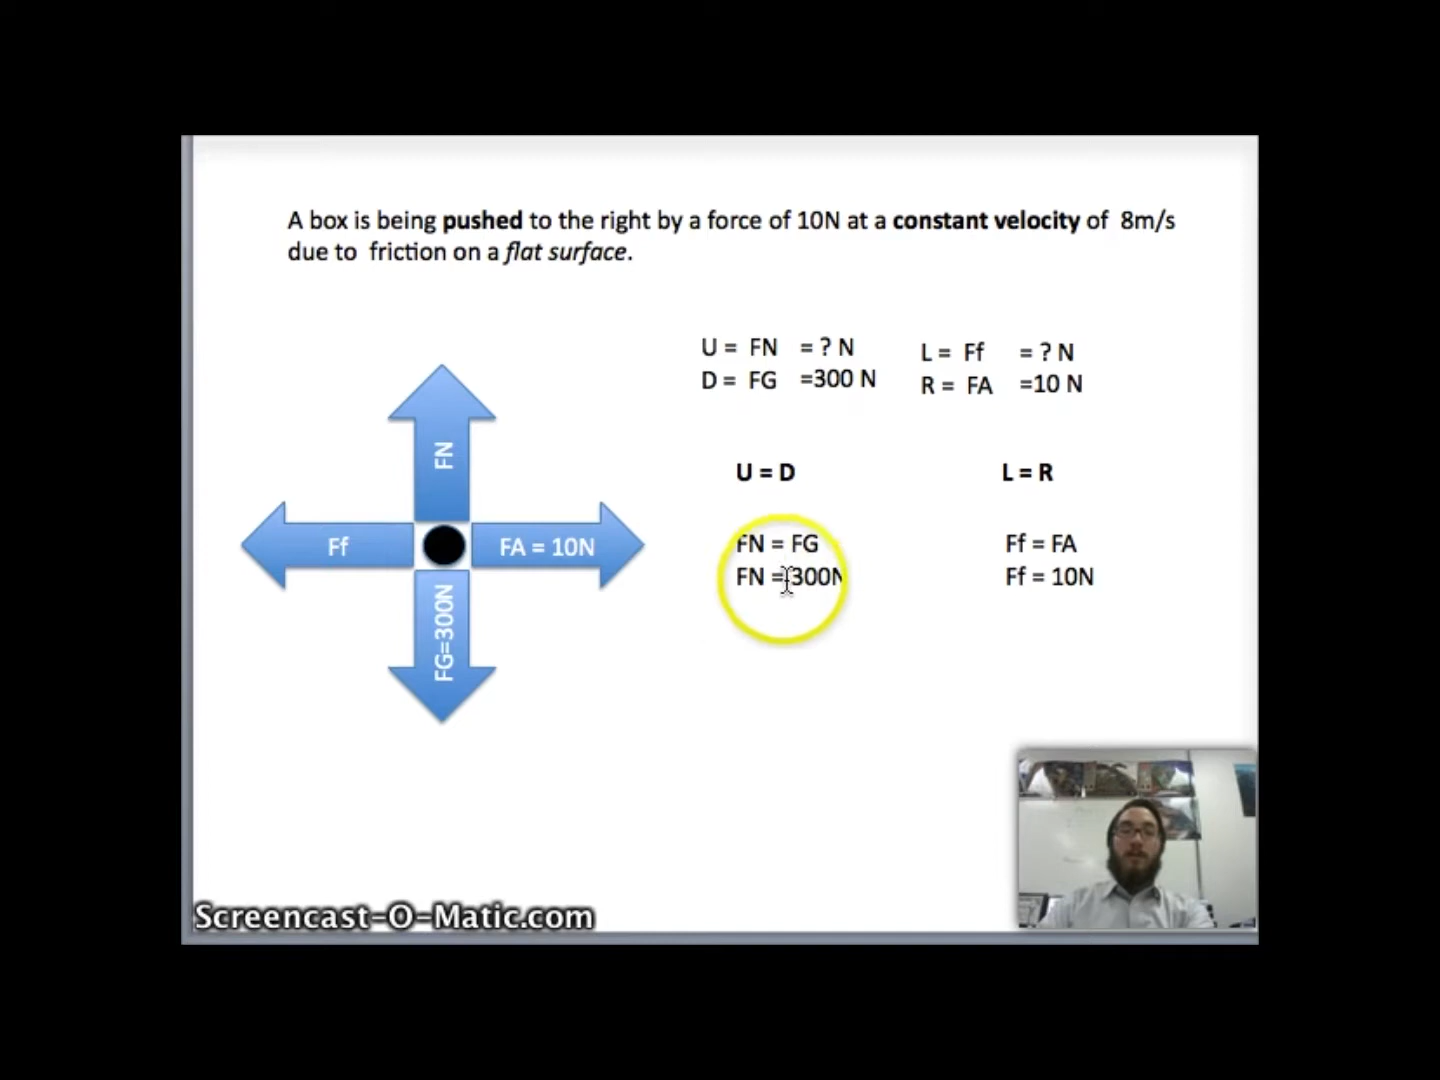 A box is being pushed to the right by a force of 10N at a constant velocity of 8m/s
due to friction on a flat surface.
U = FN = ? N
D = FG =300 N
L = Ff = ? N
R = FA =10 N
U = D
L = R
FN = FG
FN = 300N
Ff = FA
Ff = 10N
FN
Ff
FA = 10N
FG=300N
Screencast-O-Matic.com